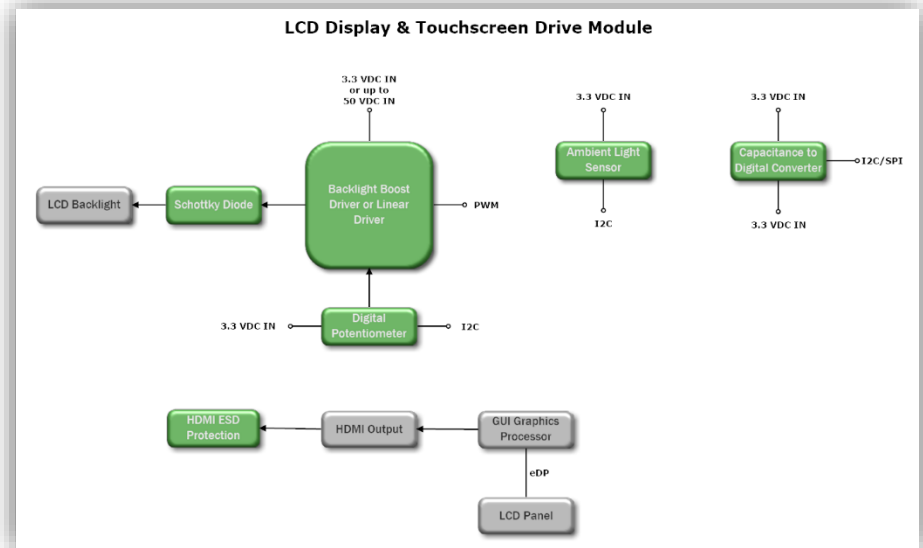 LCD Display & Touchscreen Drive Module
3.3 VDC IN
or up to
50 VDC IN
3.3 VDC IN
3.3 VDC IN
Ambient Light
Sensor
Capacitance to
Digital Converter
I2C/SPI
LCD Backlight
Schottky Diode
Backlight Boost
Driver or Linear
Driver
PWM
I2C
3.3 VDC IN
3.3 VDC IN
Digital
Potentiometer
I2C
HDMI ESD
Protection
HDMI Output
GUI Graphics
Processor
eDP
LCD Panel